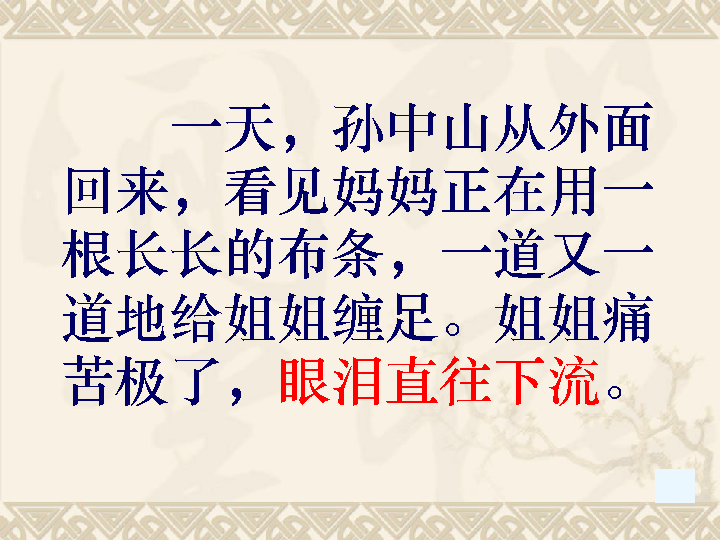 一天，孙中山从外面
回来，看见妈妈正在用一
根长长的布条，一道又一
道地给姐姐缠足。姐姐痛
苦极了，眼泪直往下流。